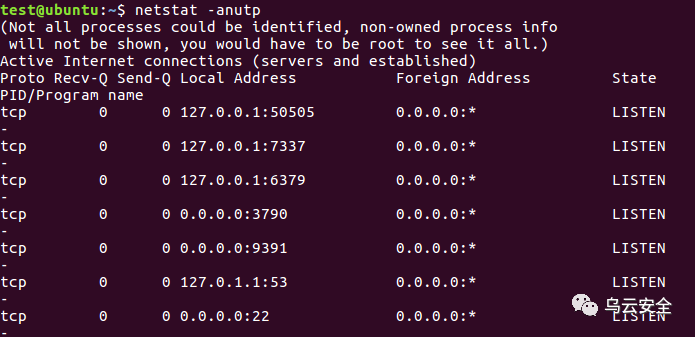 test@ubuntu:~$ netstat -anutp
(Not all processes could be identified, non-owned process info
 will not be shown, you would have to be root to see it all.)
Active Internet connections (servers and established)
Proto Recv-Q Send-Q Local Address           Foreign Address         State
PID/Program name
tcp        0      0 127.0.0.1:50505         0.0.0.0:*               LISTEN
-
tcp        0      0 127.0.0.1:7337          0.0.0.0:*               LISTEN
-
tcp        0      0 127.0.0.1:6379          0.0.0.0:*               LISTEN
-
tcp        0      0 0.0.0.0:3790            0.0.0.0:*               LISTEN
-
tcp        0      0 0.0.0.0:9391            0.0.0.0:*               LISTEN
-
tcp        0      0 127.0.1.1:53            0.0.0.0:*               LISTEN
-
tcp        0      0 0.0.0.0:22              0.0.0.0:*               LISTEN
-
乌云安全